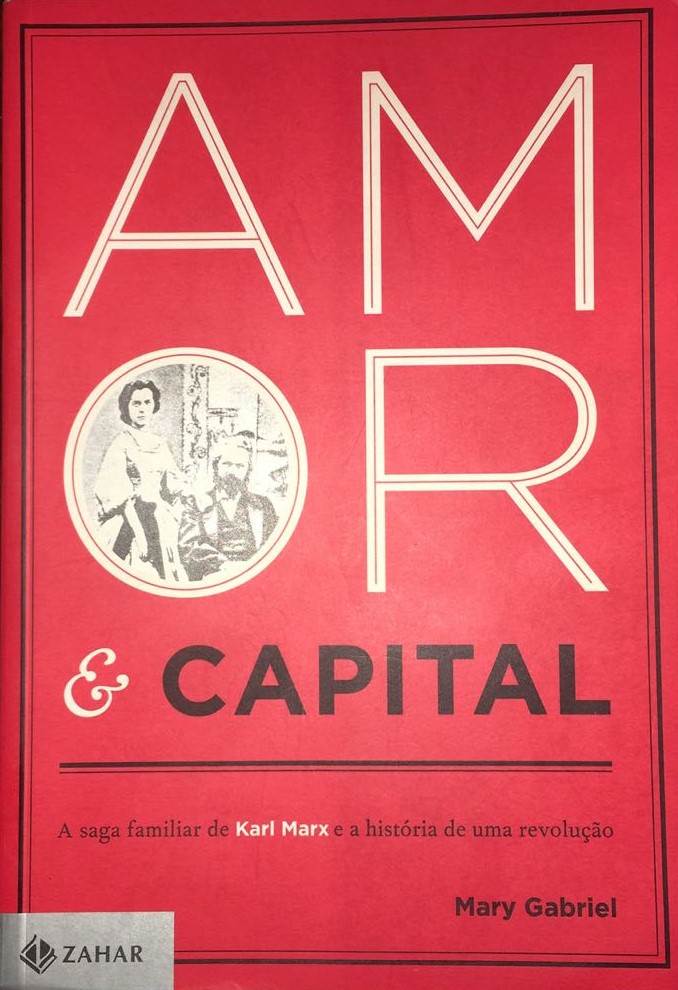 AM
OR
& CAPITAL
A saga familiar de Karl Marx e a história de uma revolução
Mary Gabriel
ZAHAR